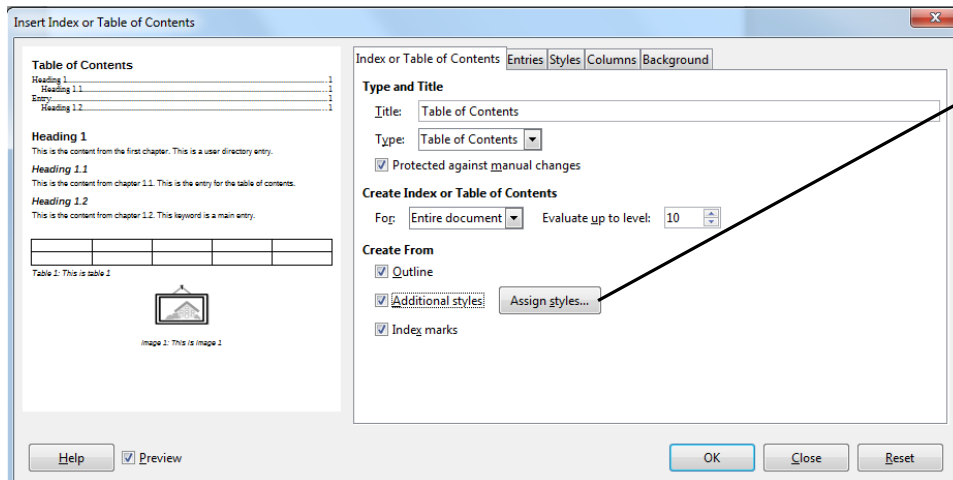 Insert Index or Table of Contents
Table of Contents
Heading 1 1
Heading 1.1 1
Entry 1
Heading 1.2 1
Heading 1
This is the content from the first chapter. This is a user directory entry.
Heading 1.1
This is the content from chapter 1.1. This is the entry for the table of contents.
Heading 1.2
This is the content from chapter 1.2. This keyword is a main entry.
Table 1: This is table 1
Image 1: This is image 1
Index or Table of Contents Entries Styles Columns Background
Type and Title
Title: Table of Contents
Type: Table of Contents
Protected against manual changes
Create Index or Table of Contents
For: Entire document Evaluate up to level: 10
Create From
Outline
Additional styles Assign styles...
Index marks
Help Preview OK Close Reset